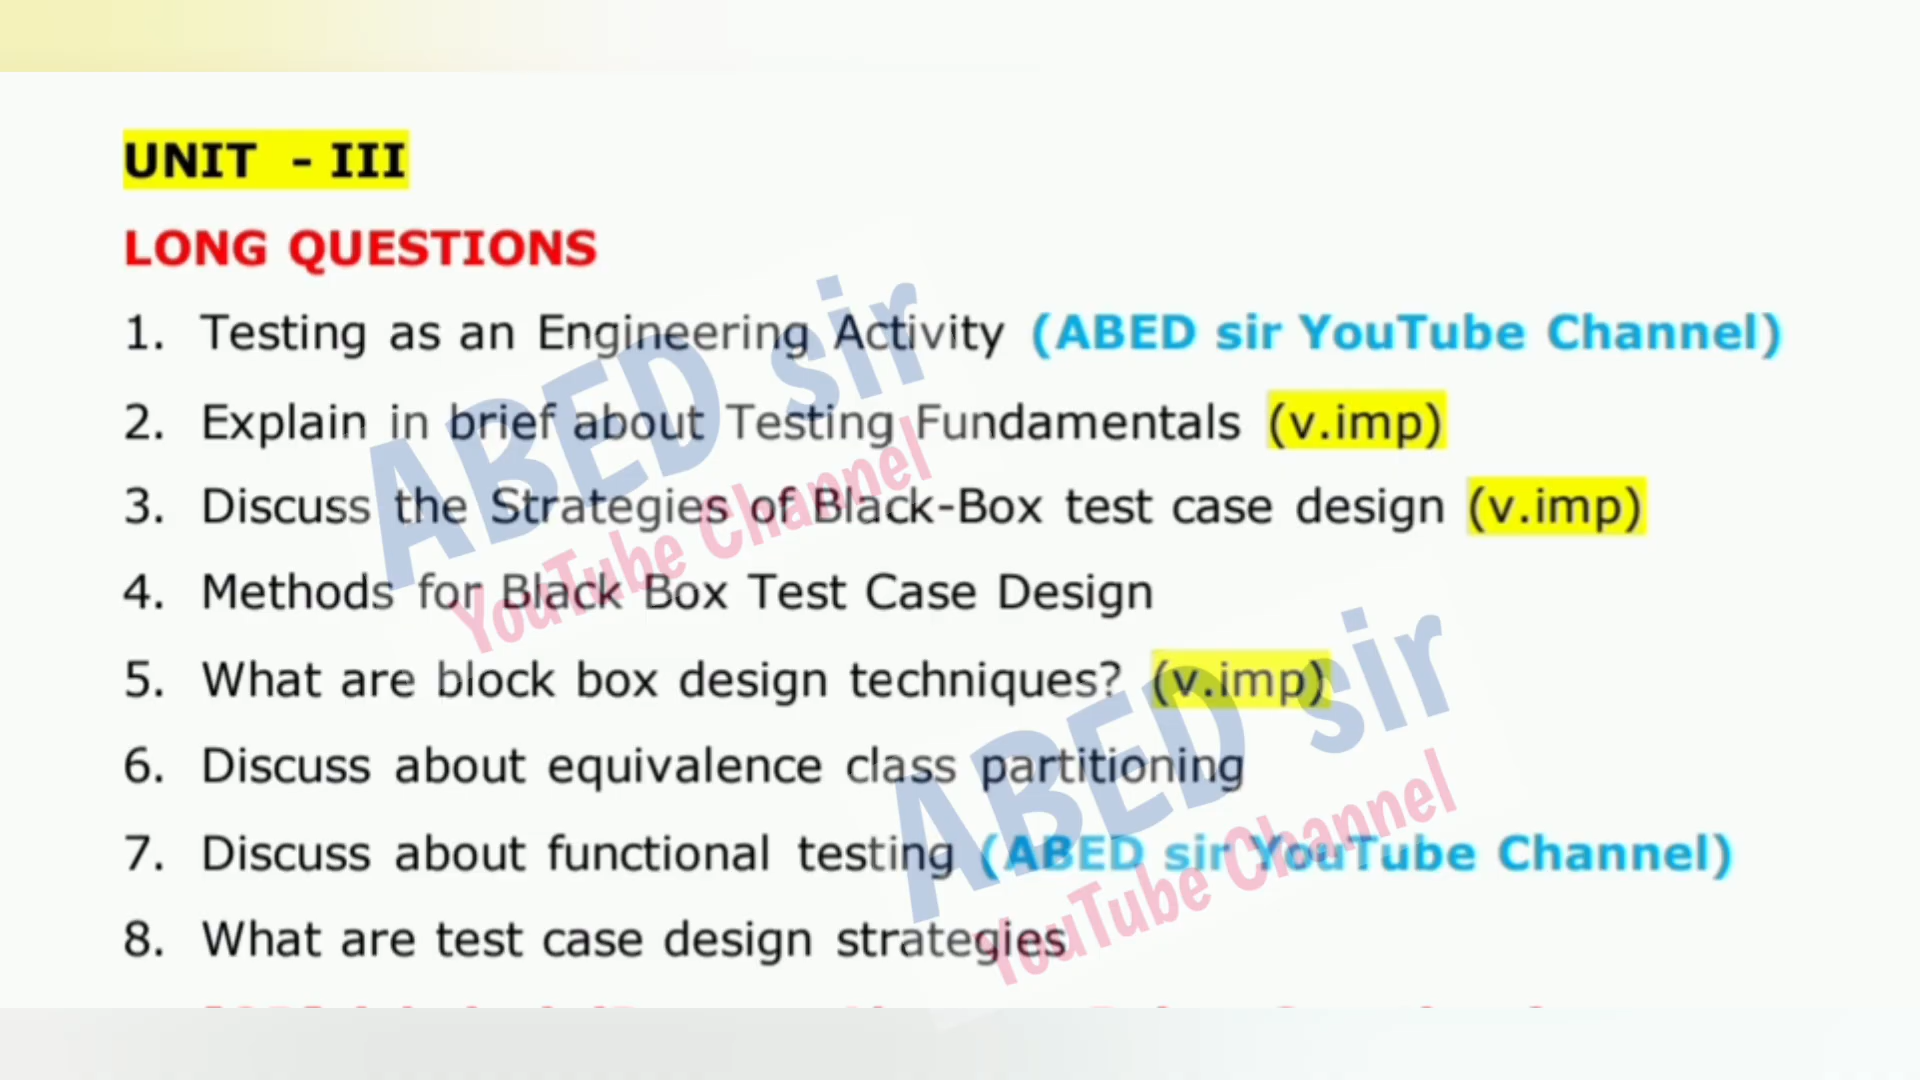 UNIT - III
LONG QUESTIONS
1. Testing as an Engineering Activity (ABED sir YouTube Channel)
2. Explain in brief about Testing Fundamentals (v.imp)
3. Discuss the Strategies of Black-Box test case design (v.imp)
4. Methods for Black Box Test Case Design
5. What are block box design techniques? (v.imp)
6. Discuss about equivalence class partitioning
7. Discuss about functional testing (ABED sir YouTube Channel)
8. What are test case design strategies
ABED sir
YouTube Channel
ABED sir
YouTube Channel